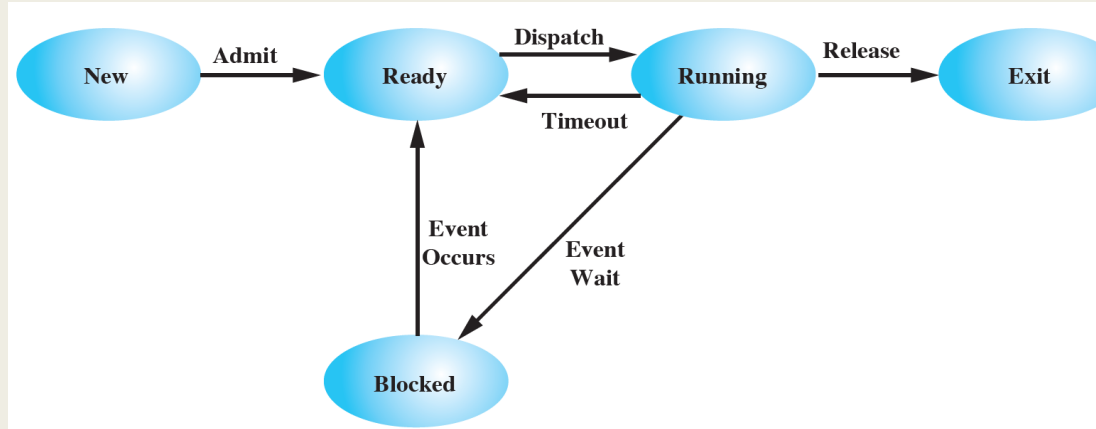 Dispatch
Release
Admit
New
Ready
Running
Exit
Timeout
Event
Occurs
Event
Wait
Blocked